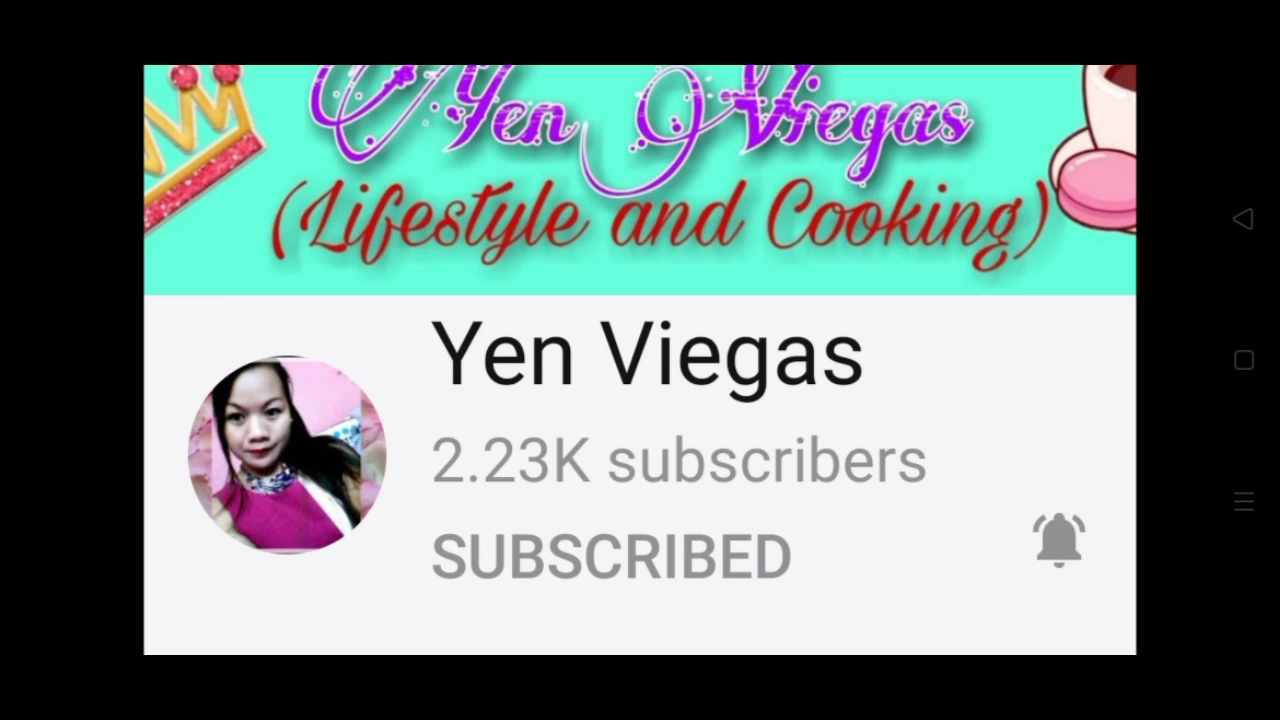 Yen Viegas
(Lifestyle and Cooking)
Yen Viegas
2.23K subscribers
SUBSCRIBED